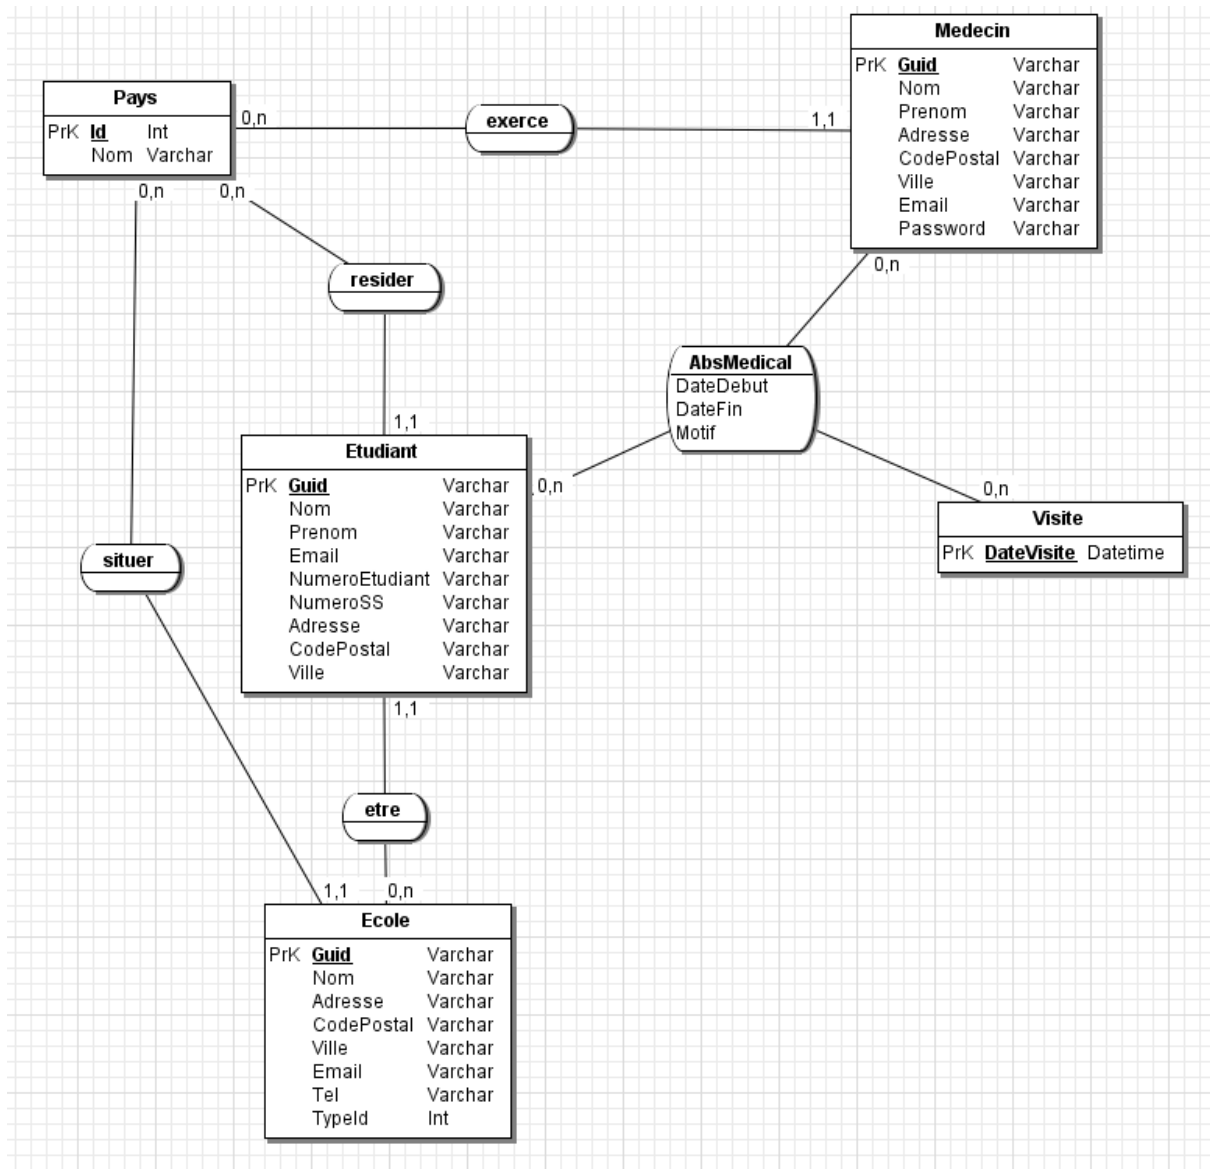 Medecin
PrK Guid Varchar
Nom Varchar
Prenom Varchar
Adresse Varchar
CodePostal Varchar
Ville Varchar
Email Varchar
Password Varchar
Pays
PrK Id Int
Nom Varchar
0,n
exerce
1,1
0,n
0,n
resider
0,n
AbsMedical
DateDebut
DateFin
Motif
1,1
Etudiant
PrK Guid Varchar
Nom Varchar
Prenom Varchar
Email Varchar
NumeroEtudiant Varchar
NumeroSS Varchar
Adresse Varchar
CodePostal Varchar
Ville Varchar
0,n
0,n
Visite
PrK DateVisite Datetime
situer
1,1
etre
1,1
0,n
Ecole
PrK Guid Varchar
Nom Varchar
Adresse Varchar
CodePostal Varchar
Ville Varchar
Email Varchar
Tel Varchar
TypeId Int